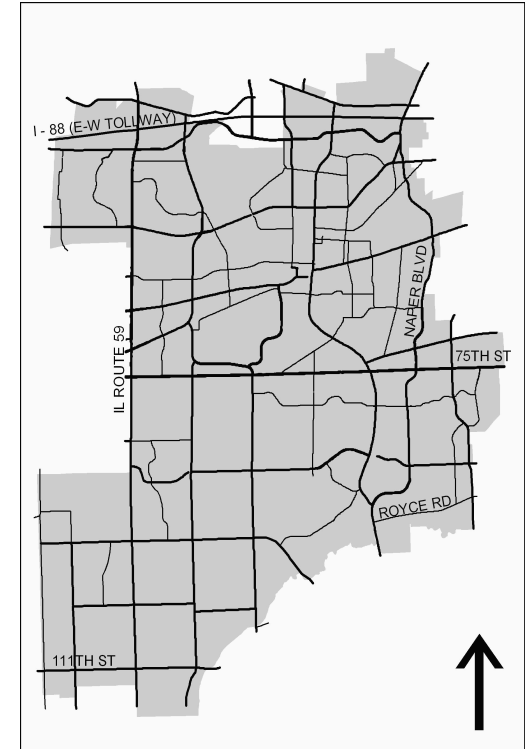 I - 88 (E-W TOLLWAY)
NAPER BLVD
IL ROUTE 59
75TH ST
ROYCE RD
111TH ST